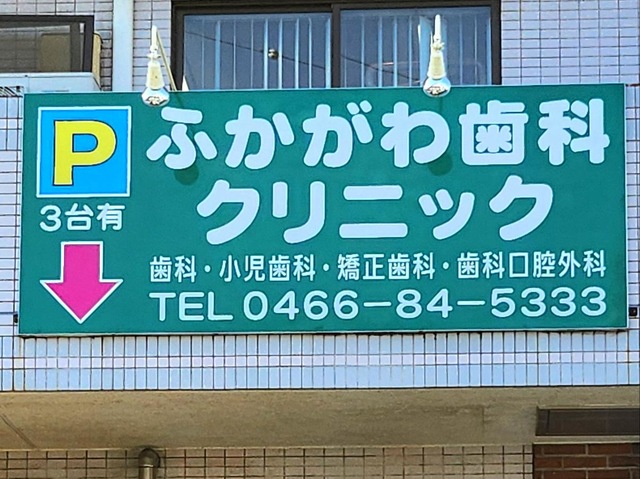 P
3台有
ふかがわ歯科
クリニック
歯科・小児歯科・矯正歯科・歯科口腔外科
TEL 0466-84-5333